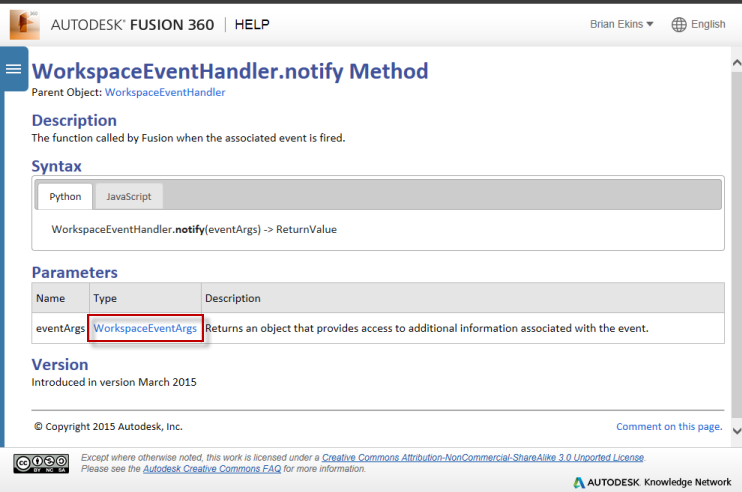 AUTODESK® FUSION 360 | HELP
Brian Ekins ▼ English
WorkspaceEventHandler.notify Method
Parent Object: WorkspaceEventHandler
Description
The function called by Fusion when the associated event is fired.
Syntax
Python JavaScript
WorkspaceEventHandler.notify(eventArgs) -> ReturnValue
Parameters
Name Type Description
eventArgs WorkspaceEventArgs Returns an object that provides access to additional information associated with the event.
Version
Introduced in version March 2015
© Copyright 2015 Autodesk, Inc. Comment on this page.
Except where otherwise noted, this work is licensed under a Creative Commons Attribution-NonCommercial-ShareAlike 3.0 Unported License.
Please see the Autodesk Creative Commons FAQ for more information.
cc BY NC SA
AUTODESK. Knowledge Network